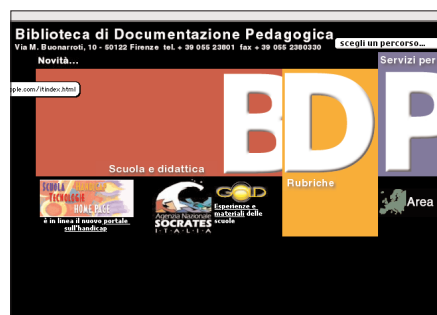 Biblioteca di Documentazione Pedagogica
Via M. Buonarroti, 10 - 50122 Firenze tel. + 39 055 23801 fax + 39 055 2380330
scegli un percorso...
Novità...
Servizi per
ple.com/itindex.html
BDP
Scuola e didattica
Rubriche
SCUOLA
TECNOLOGIE
HOME PAGE
è in linea il nuovo portale
sull'handicap
Agenzia Nazionale
SOCRATES
I·T·A·L·I·A
GOLD
Esperienze e
materiali delle
scuole
Area